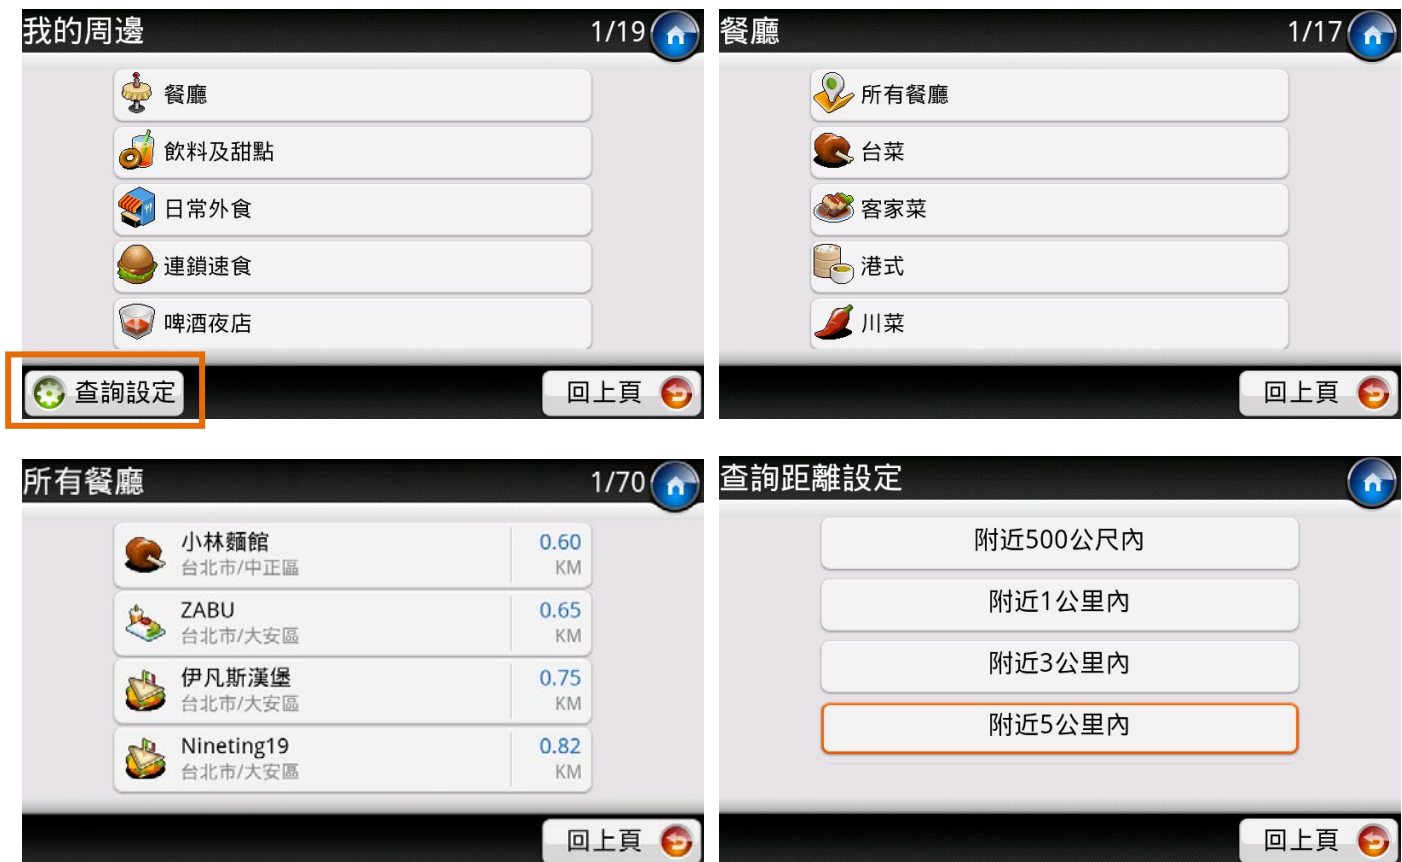 我的周邊 1/19
餐廳
飲料及甜點
日常外食
連鎖速食
啤酒夜店
查詢設定 回上頁
餐廳 1/17
所有餐廳
台菜
客家菜
港式
川菜
回上頁
所有餐廳 1/70
小林麵館 0.60
台北市/中正區 KM
ZABU 0.65
台北市/大安區 KM
伊凡斯漢堡 0.75
台北市/大安區 KM
Nineting19 0.82
台北市/大安區 KM
回上頁
查詢距離設定
附近500公尺內
附近1公里內
附近3公里內
附近5公里內
回上頁